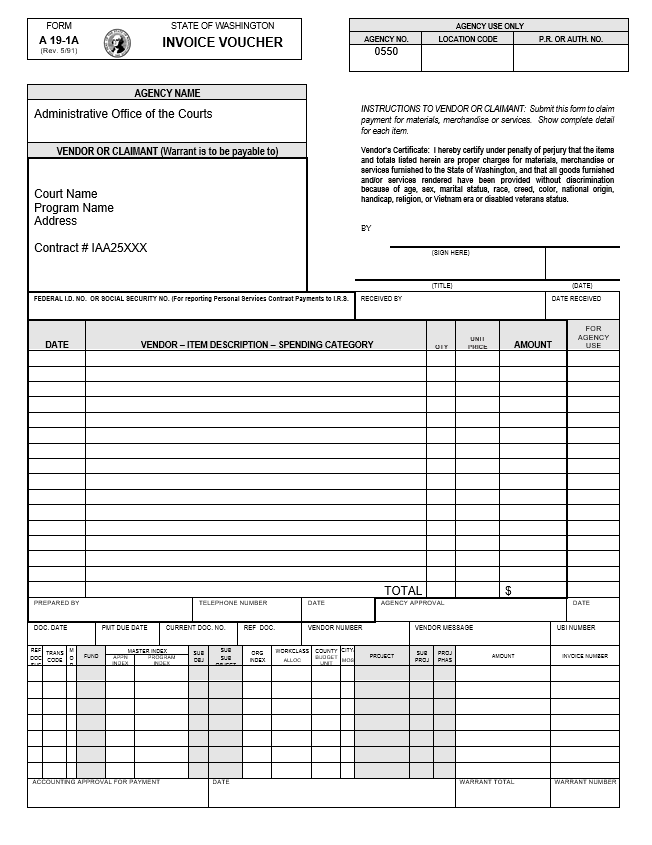 FORM
A 19-1A
(Rev. 5/91)
STATE OF WASHINGTON
INVOICE VOUCHER
AGENCY USE ONLY
AGENCY NO. LOCATION CODE P.R. OR AUTH. NO.
0550
AGENCY NAME
Administrative Office of the Courts
VENDOR OR CLAIMANT (Warrant is to be payable to)
Court Name
Program Name
Address
Contract # IAA25XXX
INSTRUCTIONS TO VENDOR OR CLAIMANT: Submit this form to claim
payment for materials, merchandise or services. Show complete detail
for each item.
Vendor's Certificate: I hereby certify under penalty of perjury that the items
and totals listed herein are proper charges for materials, merchandise or
services furnished to the State of Washington, and that all goods furnished
and/or services rendered have been provided without discrimination
because of age, sex, marital status, race, creed, color, national origin,
handicap, religion, or Vietnam era or disabled veterans status.
BY
(SIGN HERE)
(TITLE) (DATE)
FEDERAL I.D. NO. OR SOCIAL SECURITY NO. (For reporting Personal Services Contract Payments to I.R.S.
RECEIVED BY DATE RECEIVED
DATE VENDOR – ITEM DESCRIPTION – SPENDING CATEGORY QTY UNIT PRICE AMOUNT FOR AGENCY USE
TOTAL $
PREPARED BY TELEPHONE NUMBER DATE AGENCY APPROVAL DATE
DOC. DATE PMT DUE DATE CURRENT DOC. NO. REF DOC. VENDOR NUMBER VENDOR MESSAGE UBI NUMBER
REF DOC TRANS CODE M O D FUND MASTER INDEX APPN INDEX PROGRAM INDEX SUB OBJ SUB SUB OBJECT ORG INDEX WORKCLASS ALLOC COUNTY BUDGET UNIT CITY/ MOS PROJECT SUB PROJ PROJ PHAS AMOUNT INVOICE NUMBER
ACCOUNTING APPROVAL FOR PAYMENT DATE WARRANT TOTAL WARRANT NUMBER